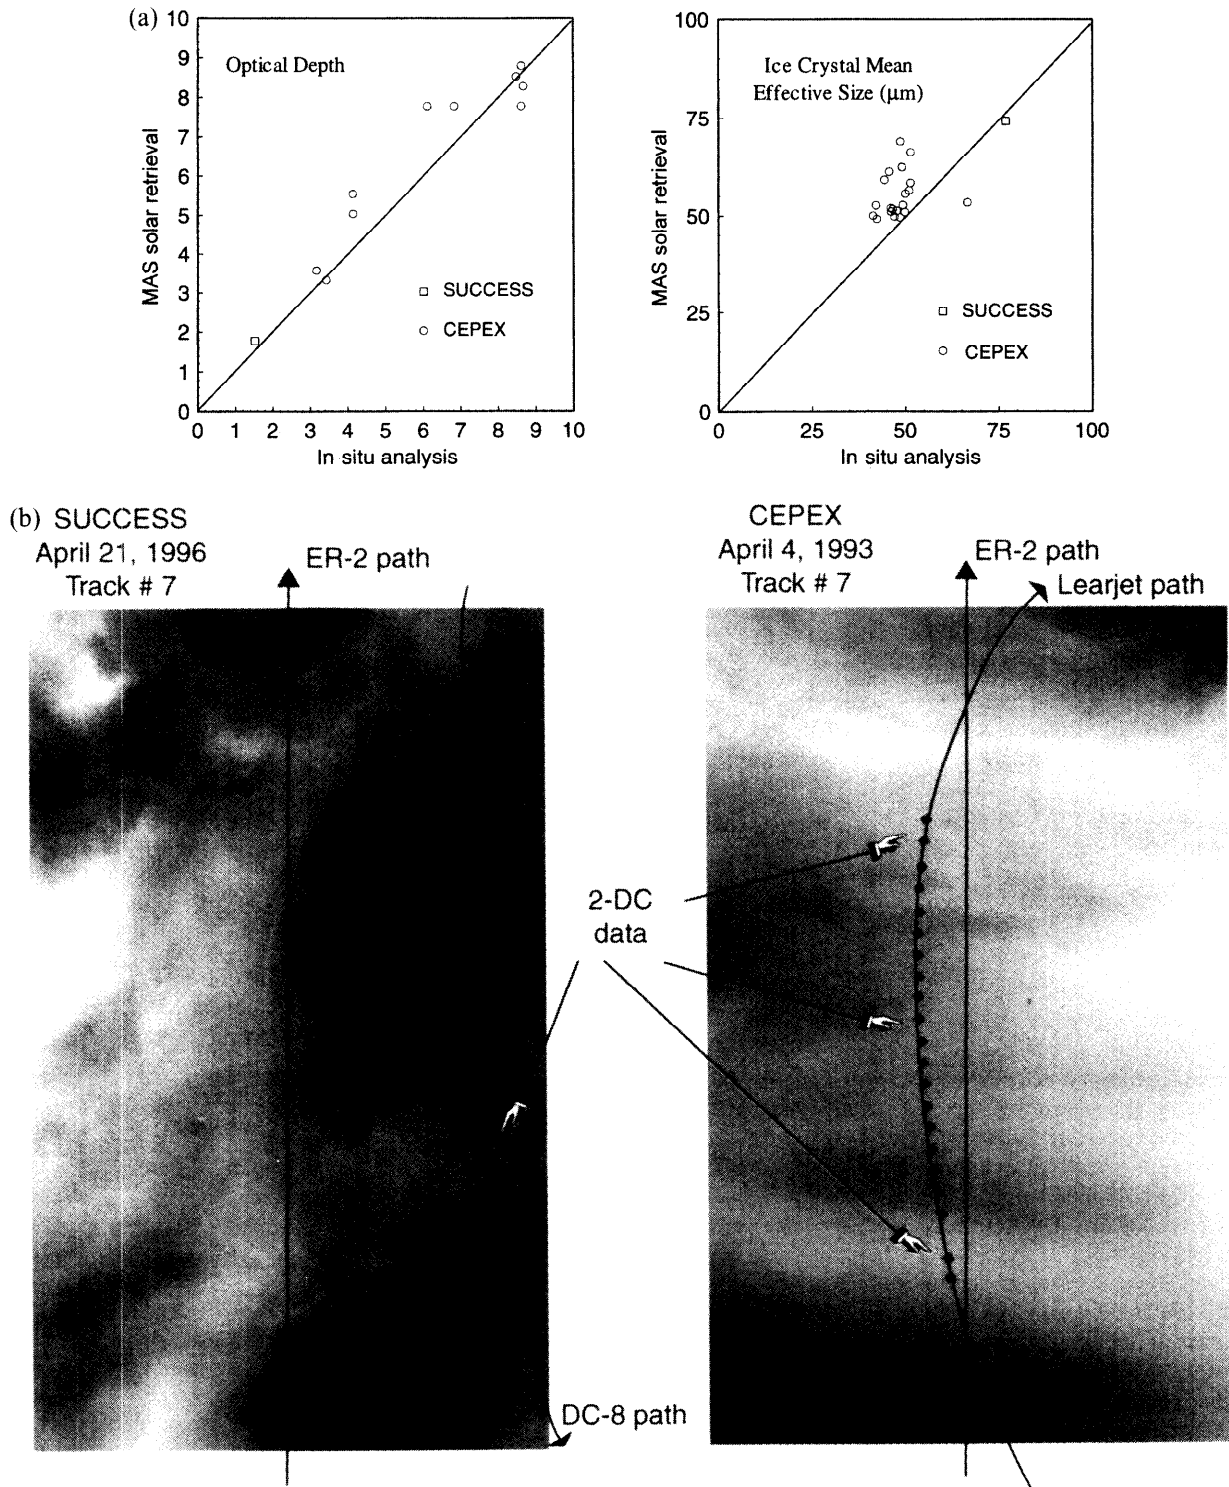 (a)
Optical Depth
MAS solar retrieval
10
9
8
7
6
5
4
3
2
1
0
SUCCESS
CEPEX
0 1 2 3 4 5 6 7 8 9 10
In situ analysis
Ice Crystal Mean
Effective Size (μm)
MAS solar retrieval
100
75
50
25
0
SUCCESS
CEPEX
0 25 50 75 100
In situ analysis
(b) SUCCESS
April 21, 1996
Track # 7
ER-2 path
CEPEX
April 4, 1993
Track # 7
ER-2 path
Learjet path
2-DC
data
DC-8 path